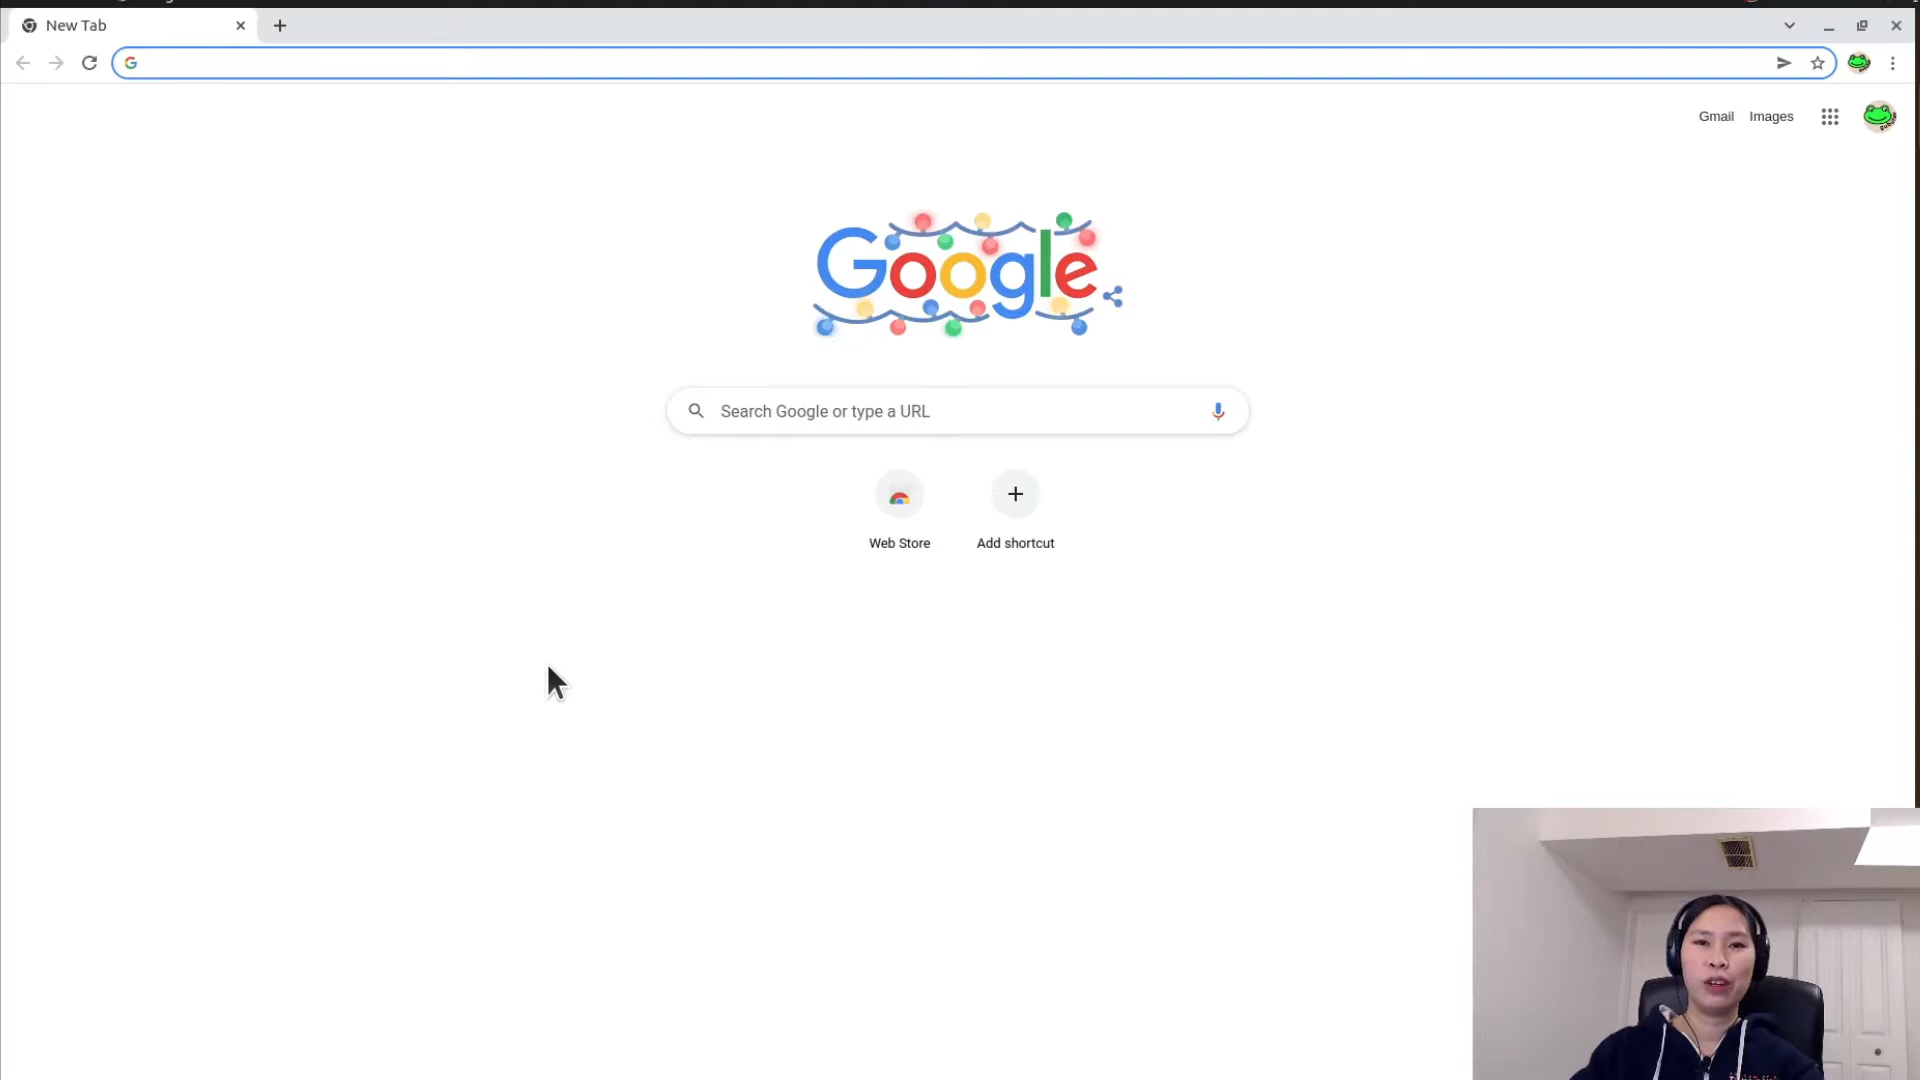 New Tab
Gmail Images
Google
Search Google or type a URL
Web Store
Add shortcut